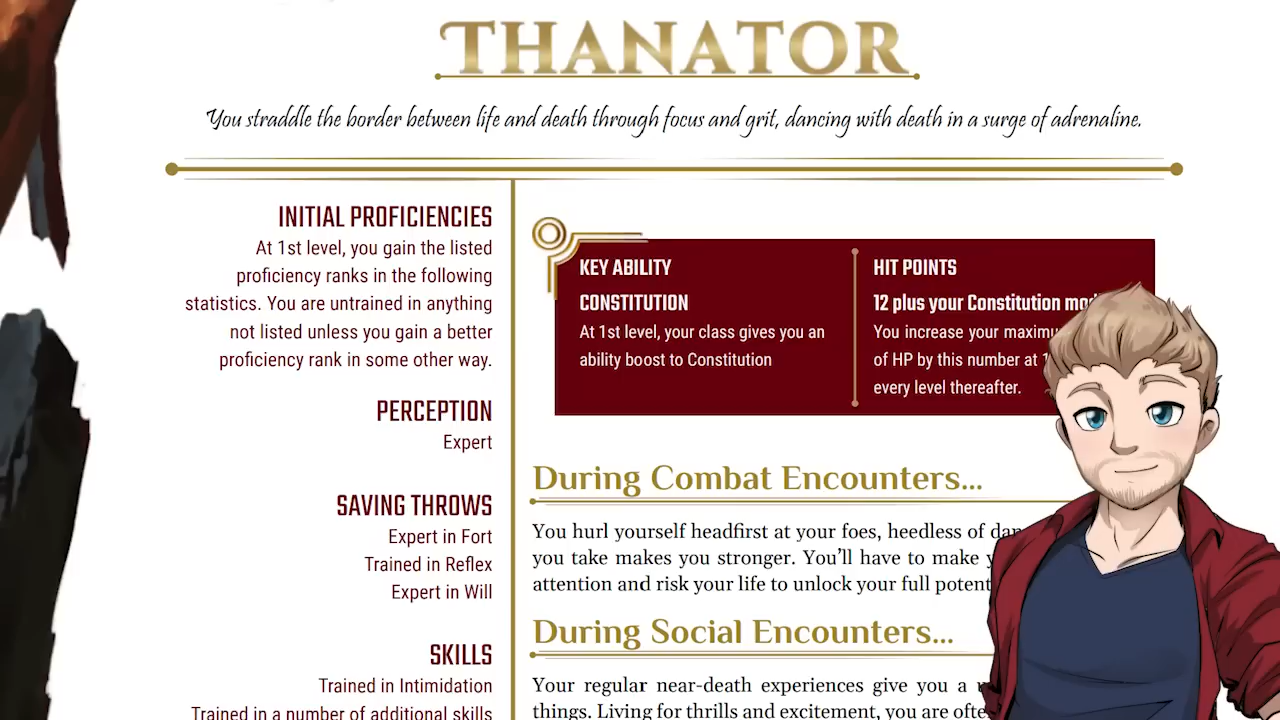 THANATOR
You straddle the border between life and death through focus and grit, dancing with death in a surge of adrenaline.
INITIAL PROFICIENCIES
At 1st level, you gain the listed
proficiency ranks in the following
statistics. You are untrained in anything
not listed unless you gain a better
proficiency rank in some other way.
PERCEPTION
Expert
SAVING THROWS
Expert in Fort
Trained in Reflex
Expert in Will
SKILLS
Trained in Intimidation
Trained in a number of additional skills
KEY ABILITY
CONSTITUTION
At 1st level, your class gives you an
ability boost to Constitution
HIT POINTS
12 plus your Constitution
You increase your
of HP by this number at
every level thereafter.
During Combat Encounters...
You hurl yourself headfirst at your foes, heedless of
you take makes you stronger. You'll have to make
attention and risk your life to unlock your full
During Social Encounters...
Your regular near-death experiences give you a
things. Living for thrills and excitement, you are